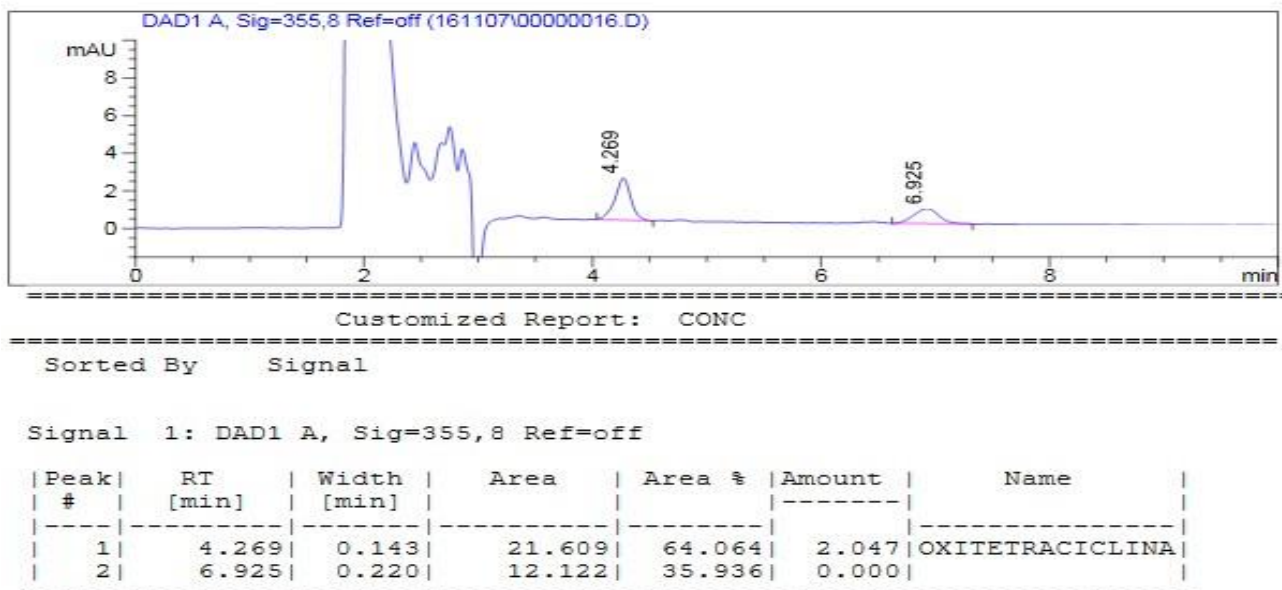 DAD1 A, Sig=355,8 Ref=off (161107\00000016.D)
mAU
8
6
4
2
0
4.269
6.925
0 2 4 6 8 min
==========================================================================
Customized Report: CONC
==========================================================================
Sorted By Signal
Signal 1: DAD1 A, Sig=355,8 Ref=off
|Peak| RT | Width | Area | Area % |Amount | Name |
| # | [min] | [min] | | |-------| |
|----|----------|-------|----------|--------| |---------------|
| 1| 4.269| 0.143| 21.609| 64.064| 2.047|OXITETRACICLINA|
| 2| 6.925| 0.220| 12.122| 35.936| 0.000| |